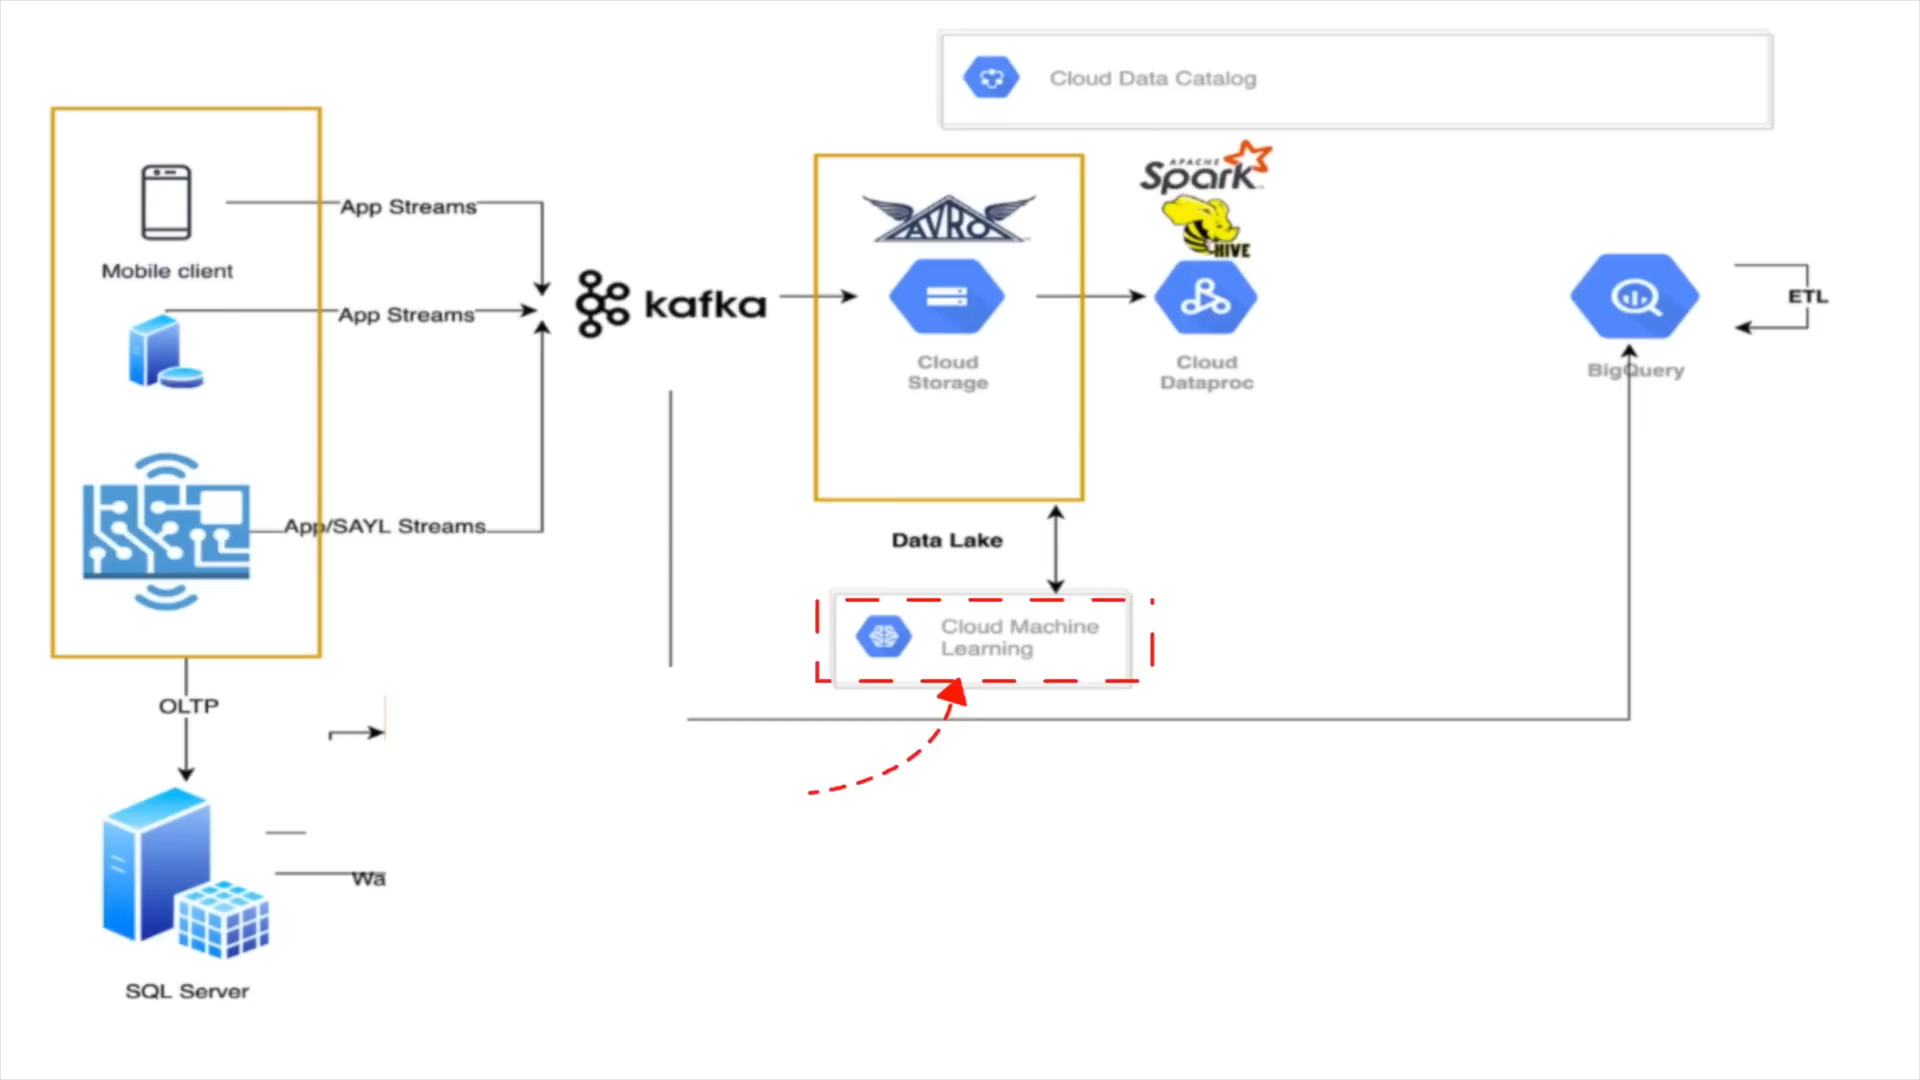 Cloud Data Catalog
APACHE
Spark
HIVE
AVRO
App Streams
Mobile client
App Streams
kafka
Cloud
Storage
Cloud
Dataproc
BigQuery
ETL
App/SAYL Streams
Data Lake
Cloud Machine
Learning
OLTP
Wa
SQL Server